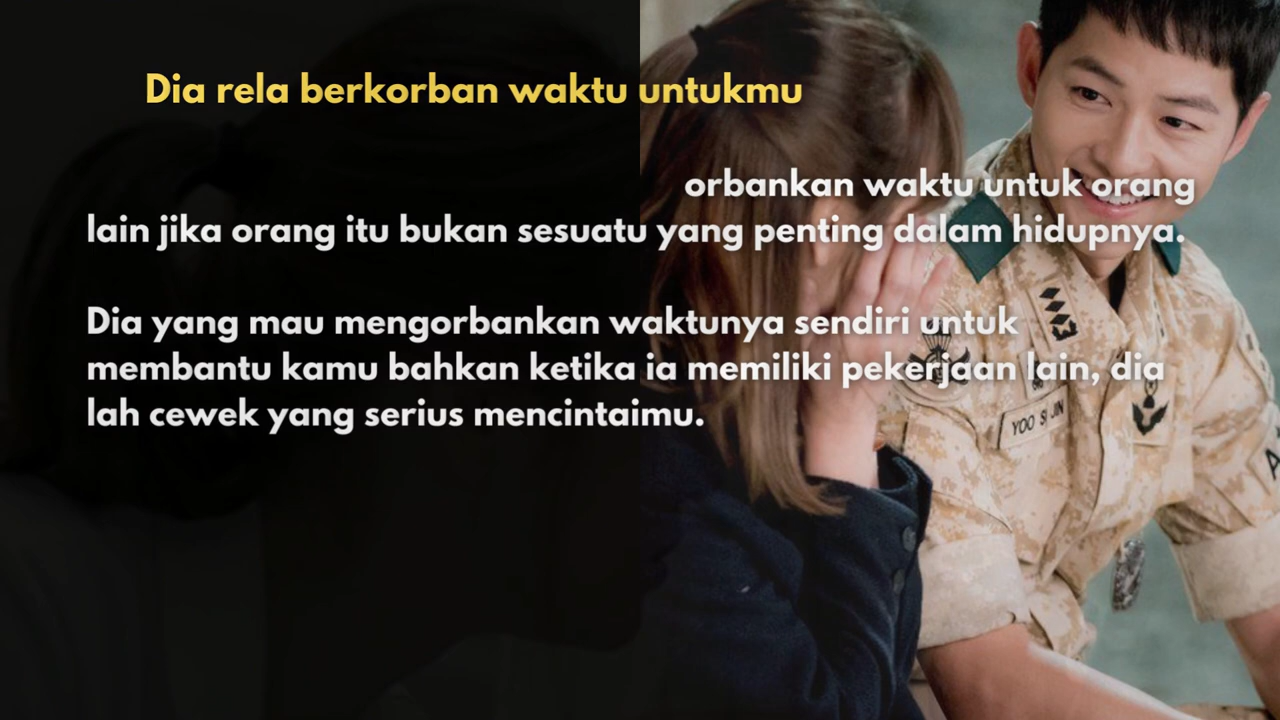 Dia rela berkorban waktu untukmu
orbankan waktu untuk orang
lain jika orang itu bukan sesuatu yang penting dalam hidupnya.
Dia yang mau mengorbankan waktunya sendiri untuk
membantu kamu bahkan ketika ia memiliki pekerjaan lain, dia
lah cewek yang serius mencintaimu.
YOO SI JIN
A